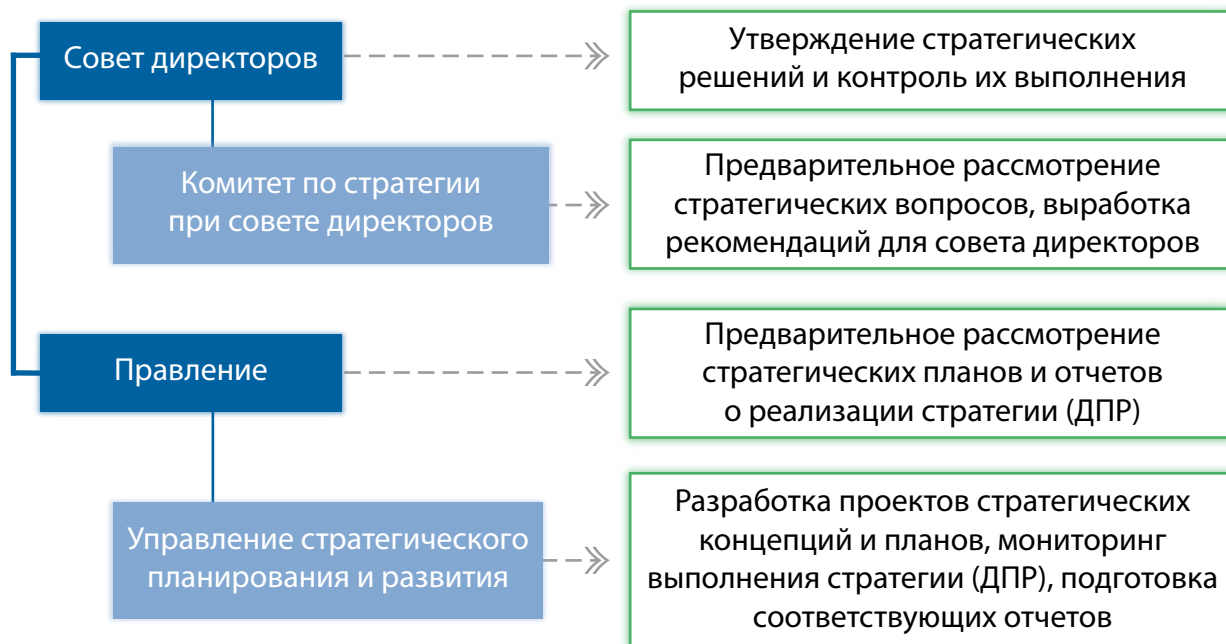 Совет директоров
Утверждение стратегических
решений и контроль их выполнения
Комитет по стратегии
при совете директоров
Предварительное рассмотрение
стратегических вопросов, выработка
рекомендаций для совета директоров
Правление
Предварительное рассмотрение
стратегических планов и отчетов
о реализации стратегии (ДПР)
Управление стратегического
планирования и развития
Разработка проектов стратегических
концепций и планов, мониторинг
выполнения стратегии (ДПР), подготовка
соответствующих отчетов